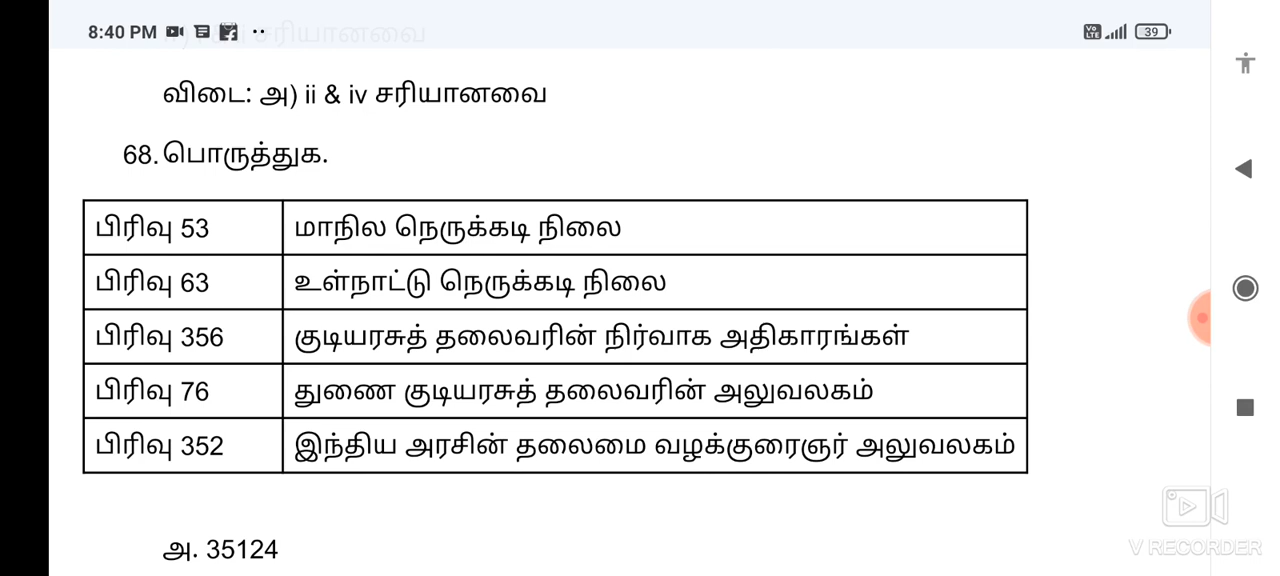 8:40 PM
39
விடை: அ) ii & iv சரியானவை
68. பொருத்துக.
பிரிவு 53 மாநில நெருக்கடி நிலை
பிரிவு 63 உள்நாட்டு நெருக்கடி நிலை
பிரிவு 356 குடியரசுத் தலைவரின் நிர்வாக அதிகாரங்கள்
பிரிவு 76 துணை குடியரசுத் தலைவரின் அலுவலகம்
பிரிவு 352 இந்திய அரசின் தலைமை வழக்குரைஞர் அலுவலகம்
அ. 35124
V RECORDER